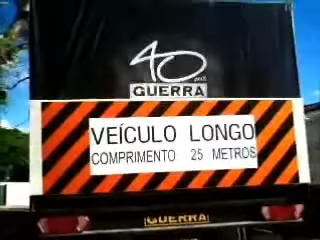 40 anos
GUERRA
VEÍCULO LONGO
COMPRIMENTO 25 METROS
GUERRA